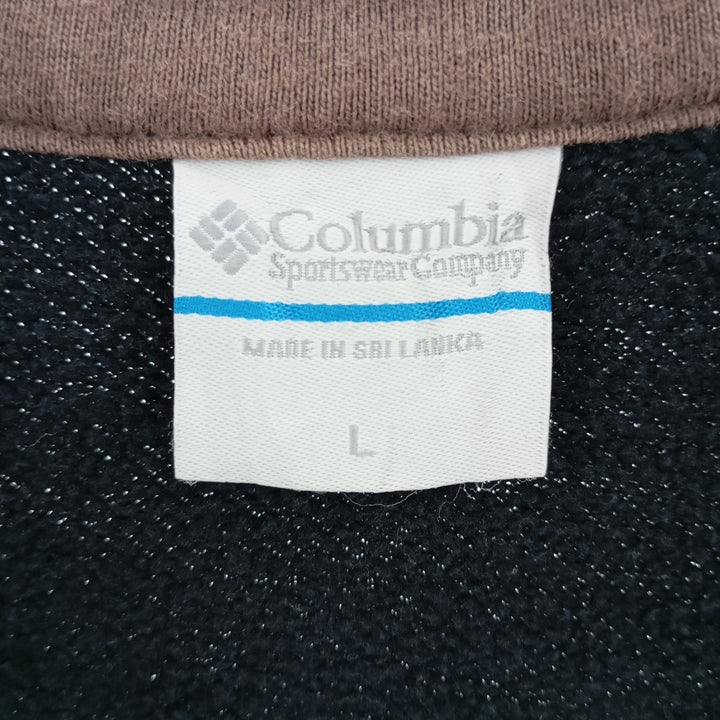 Columbia
Sportswear Company
MADE IN SRI LANKA
L